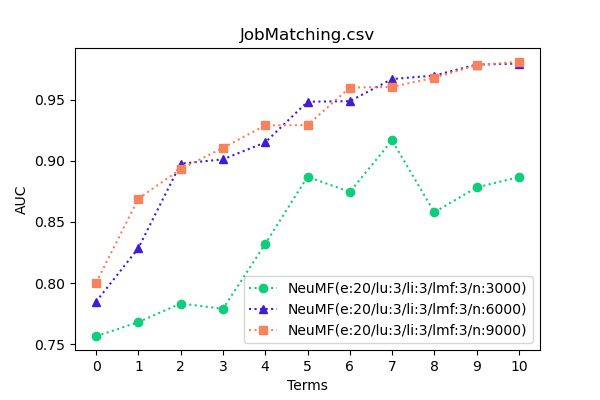 JobMatching.csv
AUC
0.95
0.90
0.85
0.80
0.75
NeuMF(e:20/lu:3/li:3/lmf:3/n:3000)
NeuMF(e:20/lu:3/li:3/lmf:3/n:6000)
NeuMF(e:20/lu:3/li:3/lmf:3/n:9000)
0 1 2 3 4 5 6 7 8 9 10
Terms